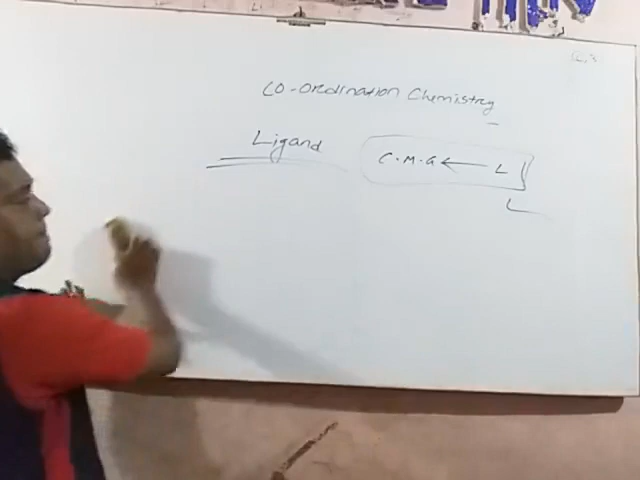 Co-ordination Chemistry
Ligand
C.M.a ← L
L